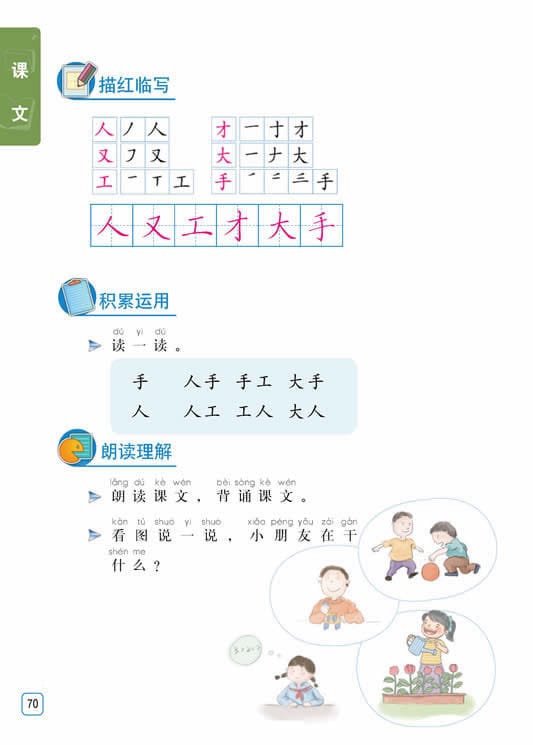 课
文
描红临写
人 丿 人 才 一 十 才
又 フ 又 大 一 ナ 大
工 一 丅 工 手 一 二 三 手
人 又 工 才 大 手
积累运用
dú yi dú
读一读。
手 人手 手工 大手
人 人工 工人 大人
朗读理解
lǎng dú kè wén bèi sòng kè wén
朗读课文，背诵课文。
kàn tú shuō yi shuō xiǎo péng yǒu zài gàn
看图说一说，小朋友在干
shén me
什么？
70